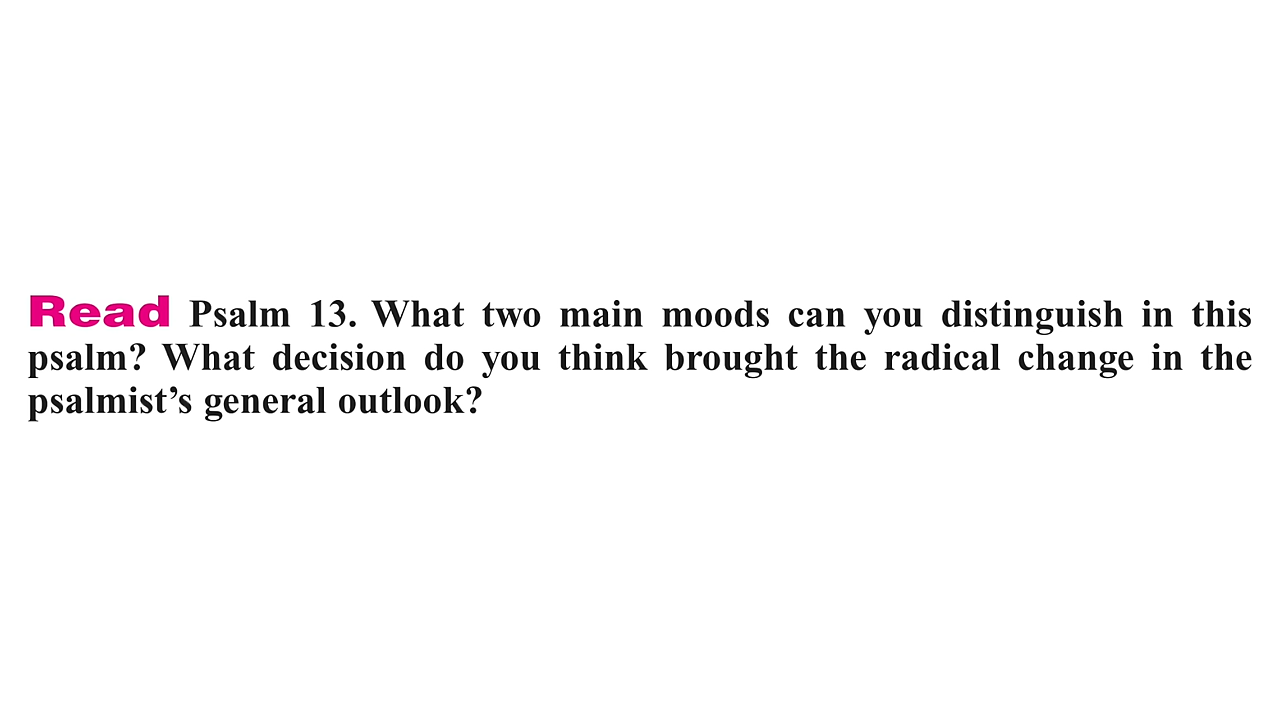 Read Psalm 13. What two main moods can you distinguish in this
psalm? What decision do you think brought the radical change in the
psalmist’s general outlook?